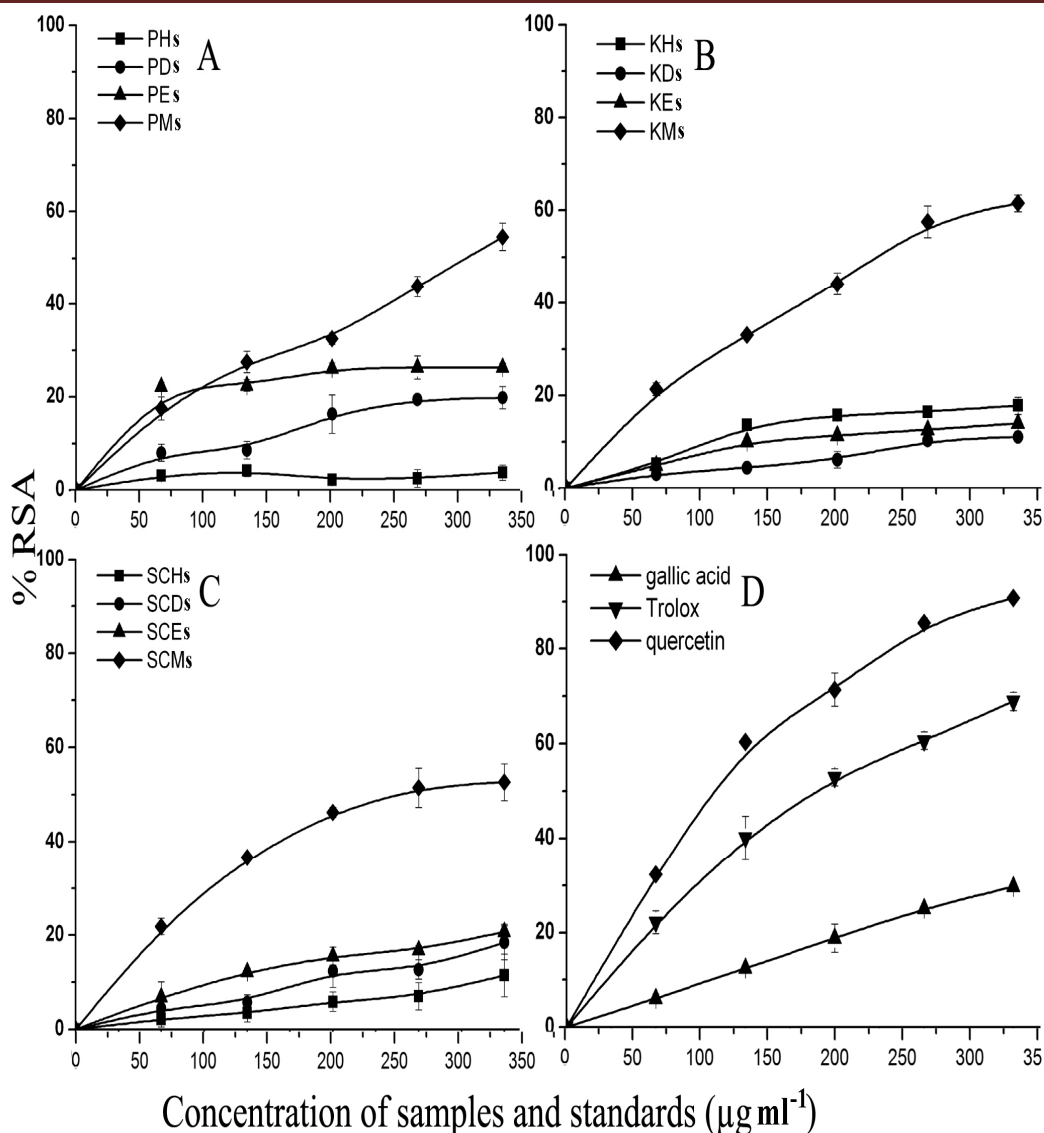 100
80
60
40
20
0
PHs
PDs
PEs
PMs
A
0 50 100 150 200 250 300 350
100
80
60
40
20
0
KHs
KDs
KEs
KMs
B
0 50 100 150 200 250 300 35
% RSA
100
80
60
40
20
0
SCHs
SCDs
SCEs
SCMs
C
0 50 100 150 200 250 300 350
100
80
60
40
20
0
gallic acid
Trolox
quercetin
D
0 50 100 150 200 250 300 35
Concentration of samples and standards (µg ml⁻¹)